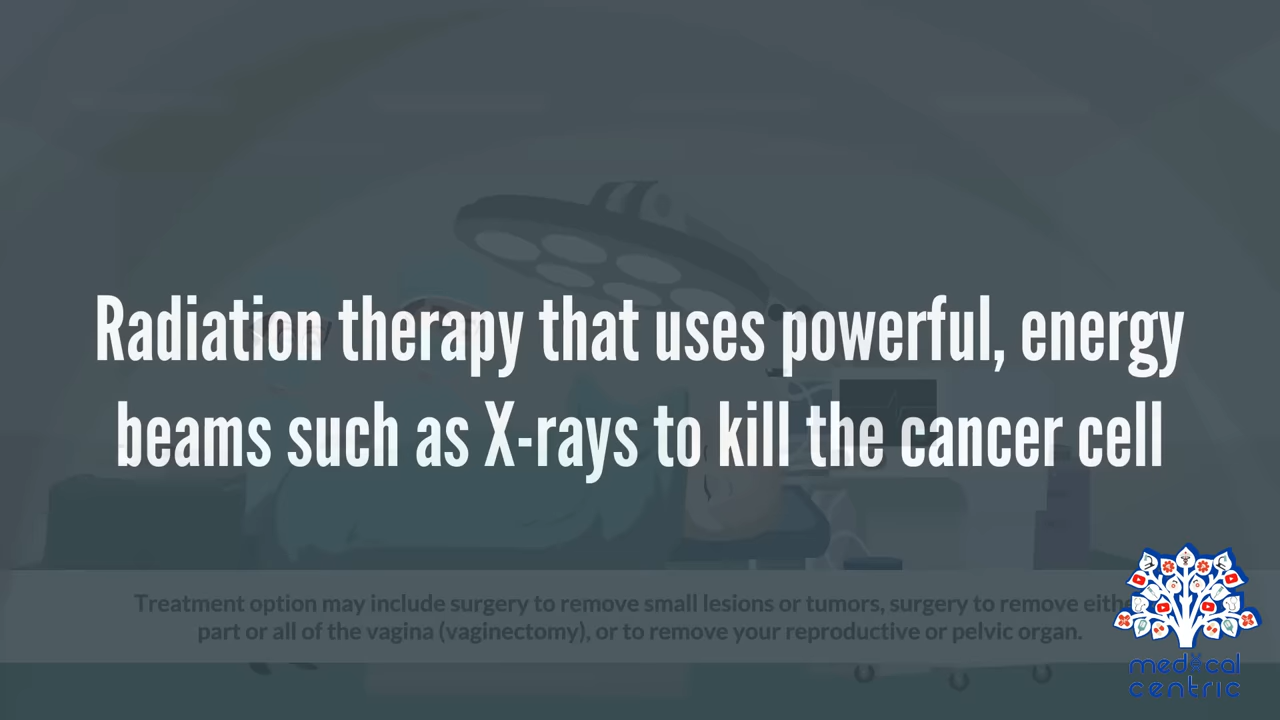 Radiation therapy that uses powerful, energy
beams such as X-rays to kill the cancer cell
Treatment option may include surgery to remove small lesions or tumors, surgery to remove
part or all of the vagina (vaginectomy), or to remove your reproductive or pelvic organ.
medical
centric